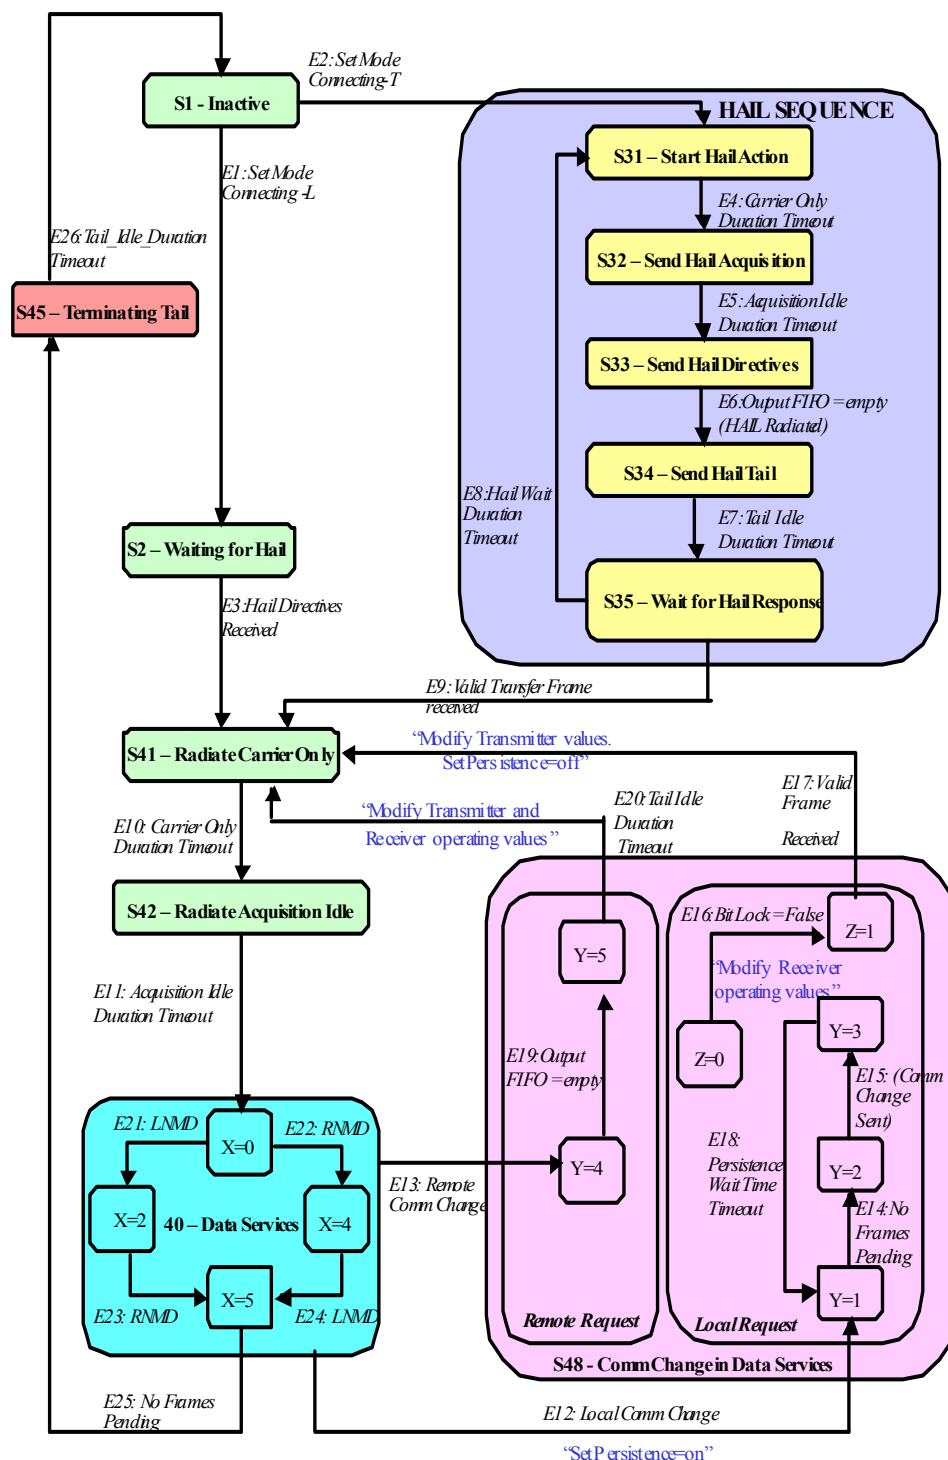 E2: Set Mode
Connecting-T
S1 - Inactive
HAIL SEQUENCE
S31 – Start Hail Action
E1: Set Mode
Connecting -L
E4: Carrier Only
Duration Timeout
E26: Tail_Idle_Duration
Timeout
S32 – Send Hail Acquisition
S45 – Terminating Tail
E5: Acquisition Idle
Duration Timeout
S33 – Send Hail Directives
E6: Output FIFO = empty
(HAIL Radiated)
S34 – Send Hail Tail
E8: Hail Wait
Duration
Timeout
E7: Tail Idle
Duration Timeout
S2 – Waiting for Hail
S35 – Wait for Hail Response
E3: Hail Directives
Received
E9: Valid Transfer Frame
received
S41 – Radiate Carrier Only
“Modify Transmitter values.
Set Persistence=off”
E17: Valid
Frame
Received
E20: Tail Idle
Duration
Timeout
“Modify Transmitter and
Receiver operating values”
E10: Carrier Only
Duration Timeout
S42 – Radiate Acquisition Idle
E16: Bit Lock = False
Z=1
Y=5
“Modify Receiver
operating values”
E11: Acquisition Idle
Duration Timeout
Z=0
Y=3
E19: Output
FIFO = empty
E15: (Comm
Change
Sent)
E21: LNMD
E22: RNMD
X=0
E18:
Persistence
Wait Time
Timeout
Y=4
Y=2
E13: Remote
Comm Change
X=2
40 – Data Services
X=4
E14: No
Frames
Pending
X=5
Y=1
E23: RNMD
E24: LNMD
Remote Request
Local Request
S48 - Comm Change in Data Services
E25: No Frames
Pending
E12: Local Comm Change
“Set Persistence=on”